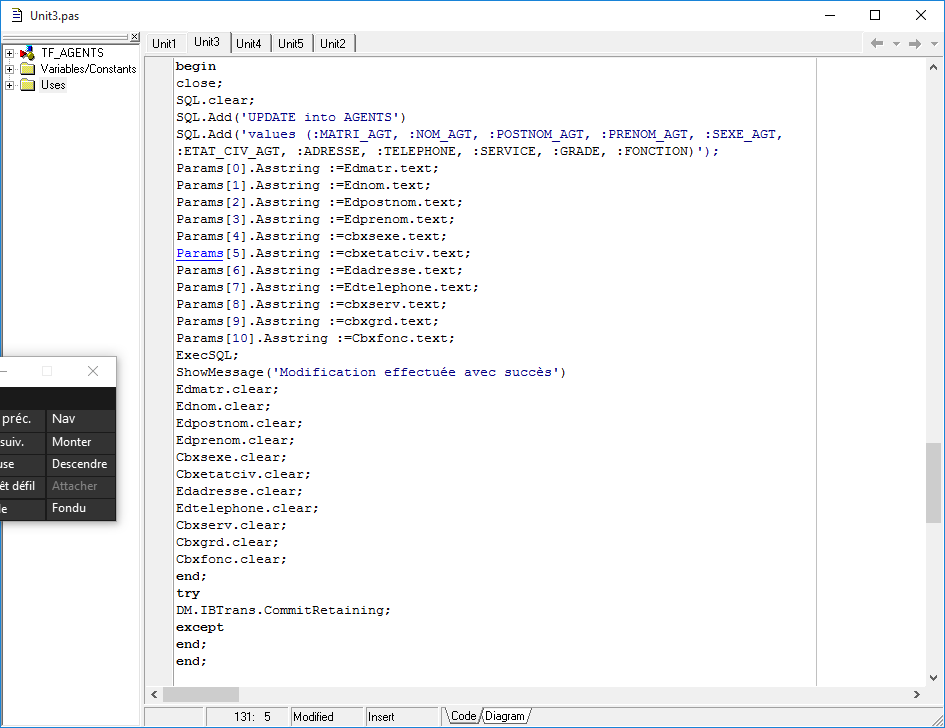 Unit3.pas
TF_AGENTS
Variables/Constants
Uses
Unit1
Unit3
Unit4
Unit5
Unit2
begin
close;
SQL.clear;
SQL.Add('UPDATE into AGENTS')
SQL.Add('values (:MATRI_AGT, :NOM_AGT, :POSTNOM_AGT, :PRENOM_AGT, :SEXE_AGT,
:ETAT_CIV_AGT, :ADRESSE, :TELEPHONE, :SERVICE, :GRADE, :FONCTION)');
Params[0].Asstring :=Edmatr.text;
Params[1].Asstring :=Ednom.text;
Params[2].Asstring :=Edpostnom.text;
Params[3].Asstring :=Edprenom.text;
Params[4].Asstring :=cbxsexe.text;
Params[5].Asstring :=cbxetatciv.text;
Params[6].Asstring :=Edadresse.text;
Params[7].Asstring :=Edtelephone.text;
Params[8].Asstring :=cbxserv.text;
Params[9].Asstring :=cbxgrd.text;
Params[10].Asstring :=Cbxfonc.text;
ExecSQL;
ShowMessage('Modification effectuée avec succès')
Edmatr.clear;
Ednom.clear;
Edpostnom.clear;
Edprenom.clear;
Cbxsexe.clear;
Cbxetatciv.clear;
Edadresse.clear;
Edtelephone.clear;
Cbxserv.clear;
Cbxgrd.clear;
Cbxfonc.clear;
end;
try
DM.IBTrans.CommitRetaining;
except
end;
end;
préc. Nav
suiv. Monter
use Descendre
êt défil Attacher
le Fondu
131: 5 Modified Insert Code Diagram